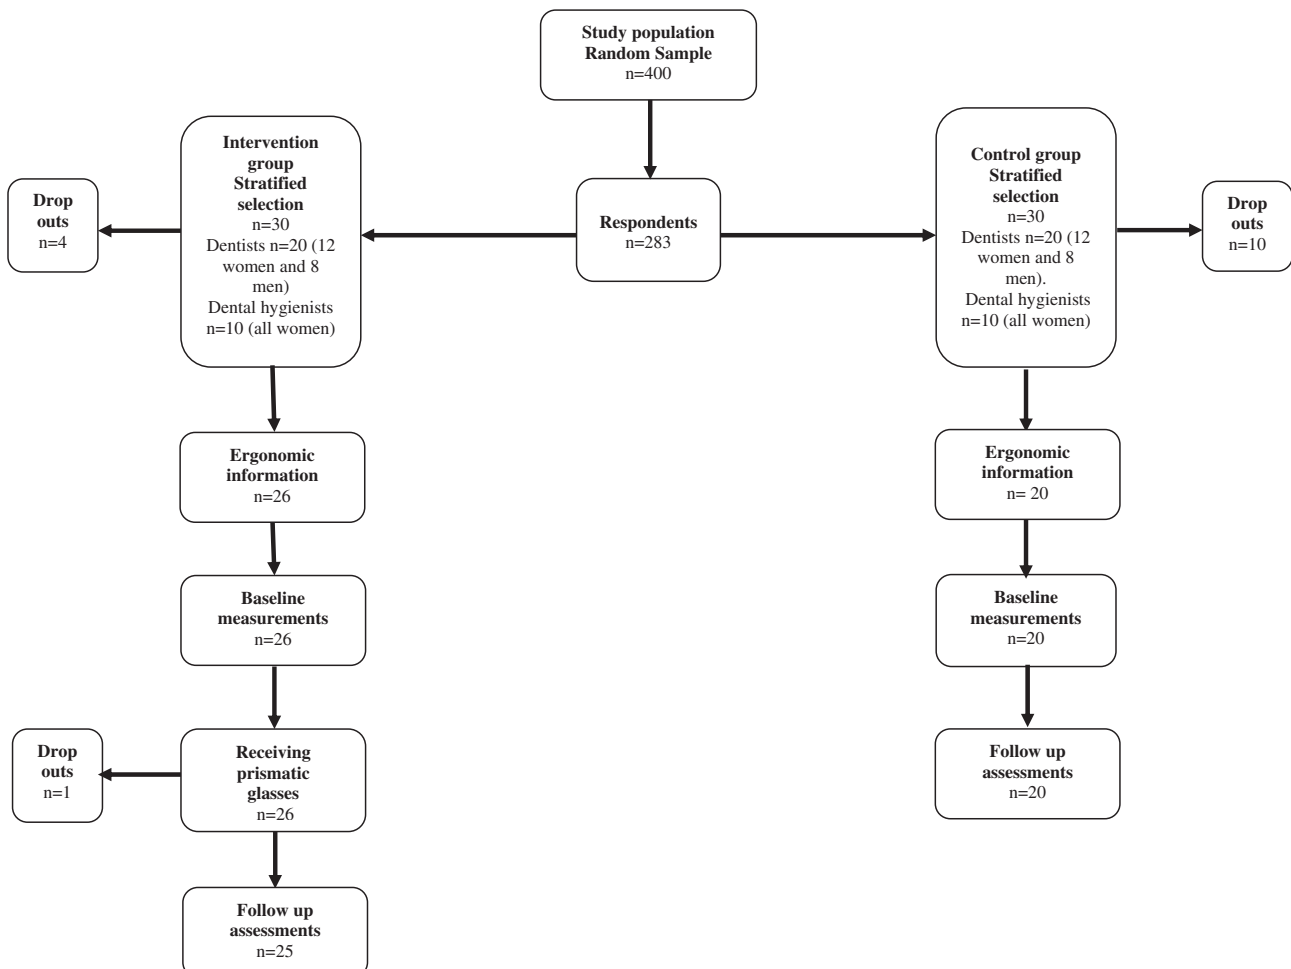 Study population
Random Sample
n=400
Intervention
group
Stratified
selection
n=30
Dentists n=20 (12
women and 8
men)
Dental hygienists
n=10 (all women)
Control group
Stratified
selection
n=30
Dentists n=20 (12
women and 8
men).
Dental hygienists
n=10 (all women)
Drop
outs
n=4
Respondents
n=283
Drop
outs
n=10
Ergonomic
information
n=26
Ergonomic
information
n= 20
Baseline
measurements
n=26
Baseline
measurements
n=20
Drop
outs
n=1
Receiving
prismatic
glasses
n=26
Follow up
assessments
n=20
Follow up
assessments
n=25